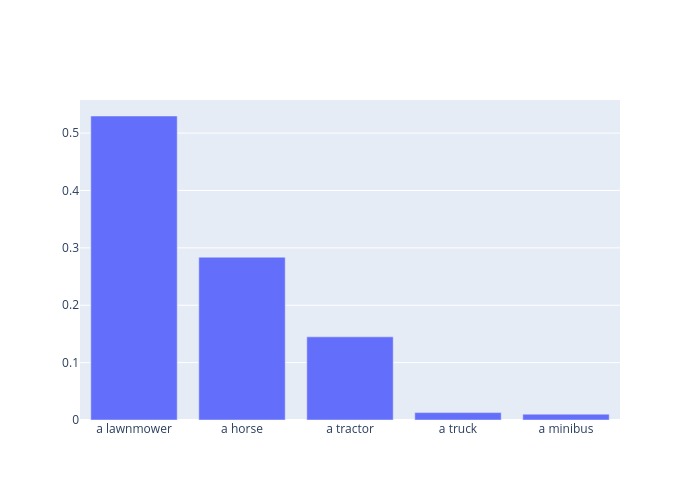 0.5
0.4
0.3
0.2
0.1
0
a lawnmower
a horse
a tractor
a truck
a minibus